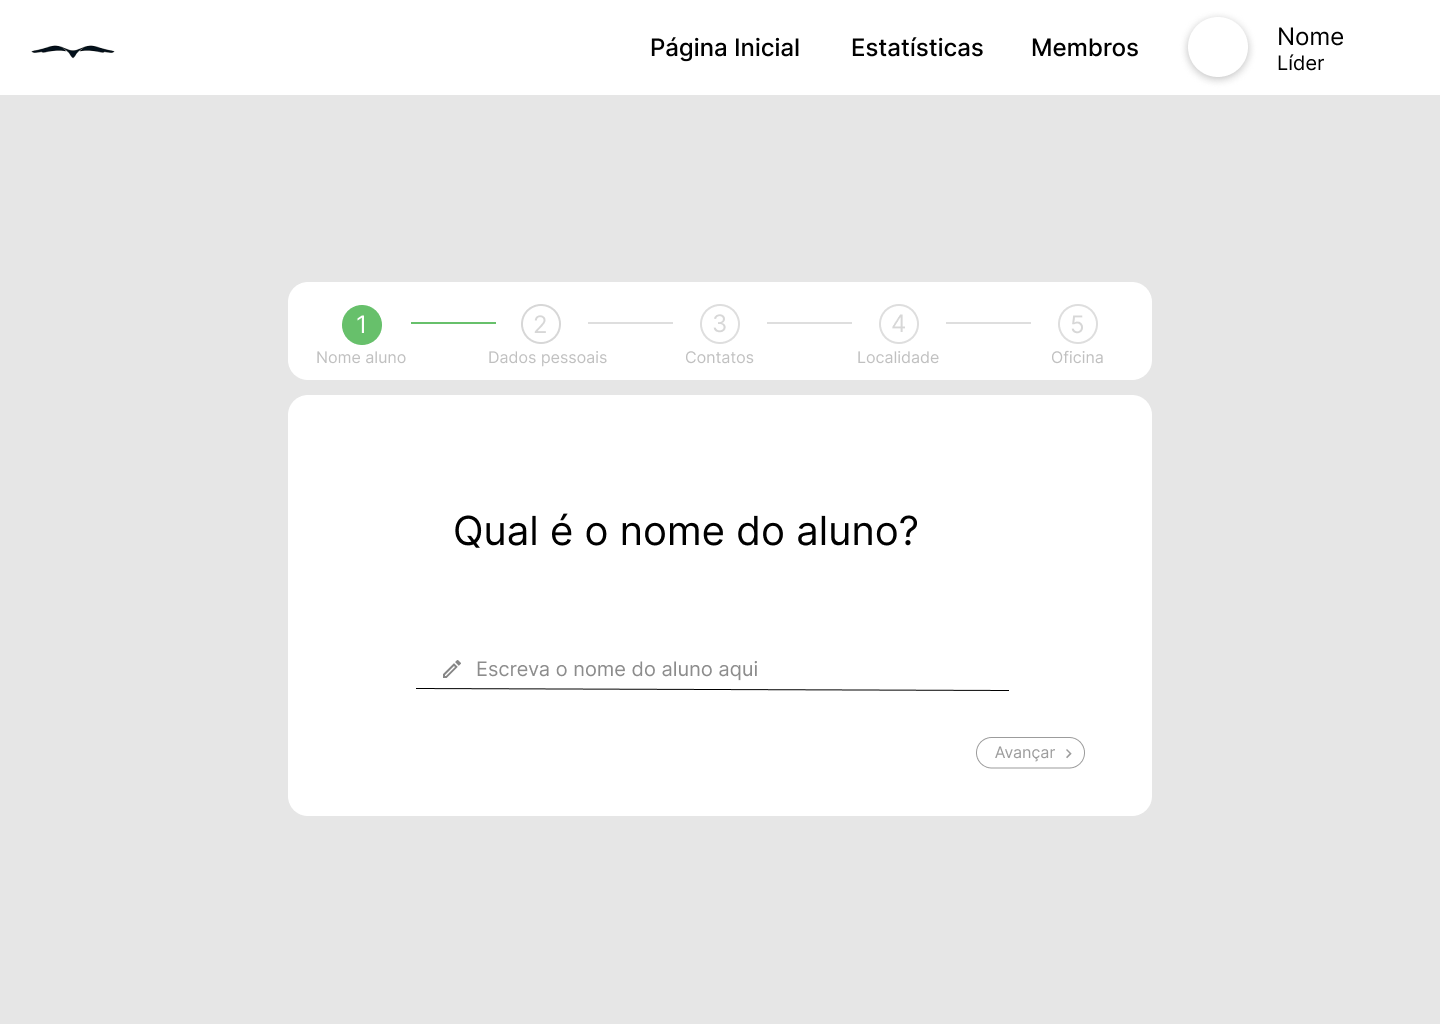 Página Inicial
Estatísticas
Membros
Nome
Líder
1
2
3
4
5
Nome aluno
Dados pessoais
Contatos
Localidade
Oficina
Qual é o nome do aluno?
Escreva o nome do aluno aqui
Avançar